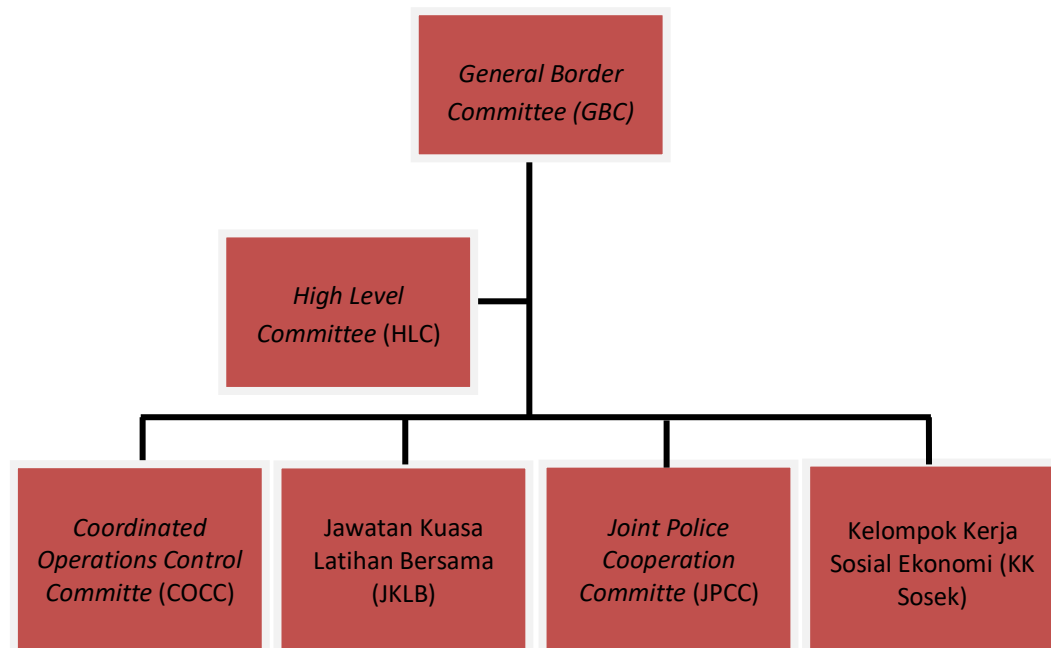 General Border
Committee (GBC)
High Level
Committee (HLC)
Coordinated
Operations Control
Committe (COCC)
Jawatan Kuasa
Latihan Bersama
(JKLB)
Joint Police
Cooperation
Committe (JPCC)
Kelompok Kerja
Sosial Ekonomi (KK
Sosek)